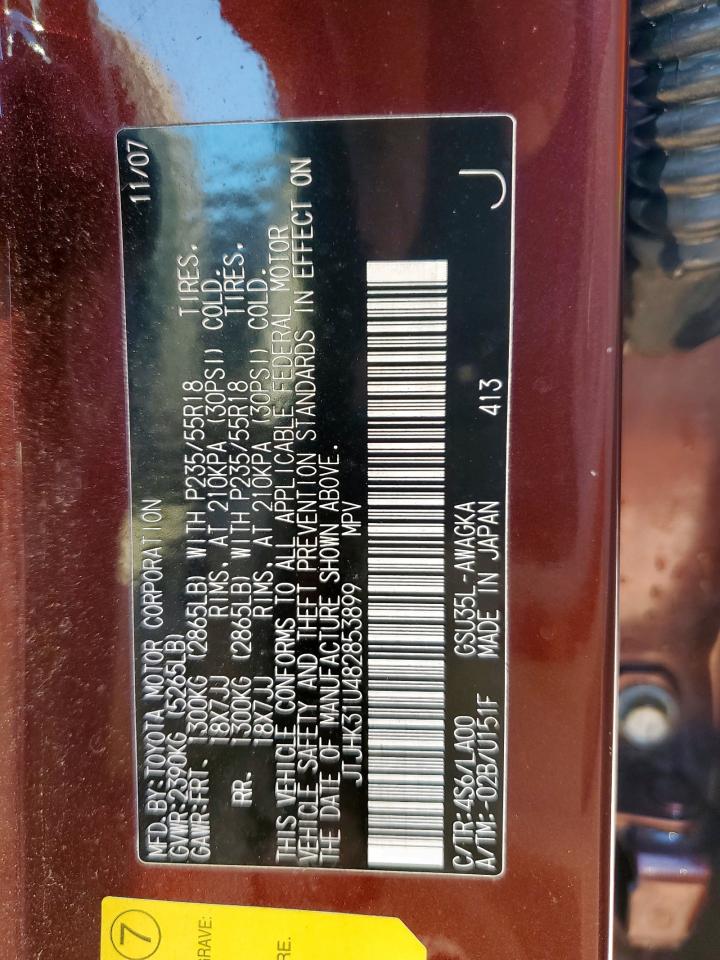 MFD.BY:TOYOTA MOTOR CORPORATION 11/07
GVWR:2390KG (5265LB)
GAWR:FRT. 1300KG (2865LB) WITH P235/55R18 TIRES,
18X7JJ RIMS, AT 210KPA (30PSI) COLD.
RR. 1300KG (2865LB) WITH P235/55R18 TIRES,
18X7JJ RIMS, AT 210KPA (30PSI) COLD.
THIS VEHICLE CONFORMS TO ALL APPLICABLE FEDERAL MOTOR
VEHICLE SAFETY AND THEFT PREVENTION STANDARDS IN EFFECT ON
THE DATE OF MANUFACTURE SHOWN ABOVE.
JTJHK31U482853899 MPV
C/TR:4S6/LA00 GSU35L-AWAGKA 413 J
A/TM:-02B/U151F MADE IN JAPAN
7
GRAVE:
RE.